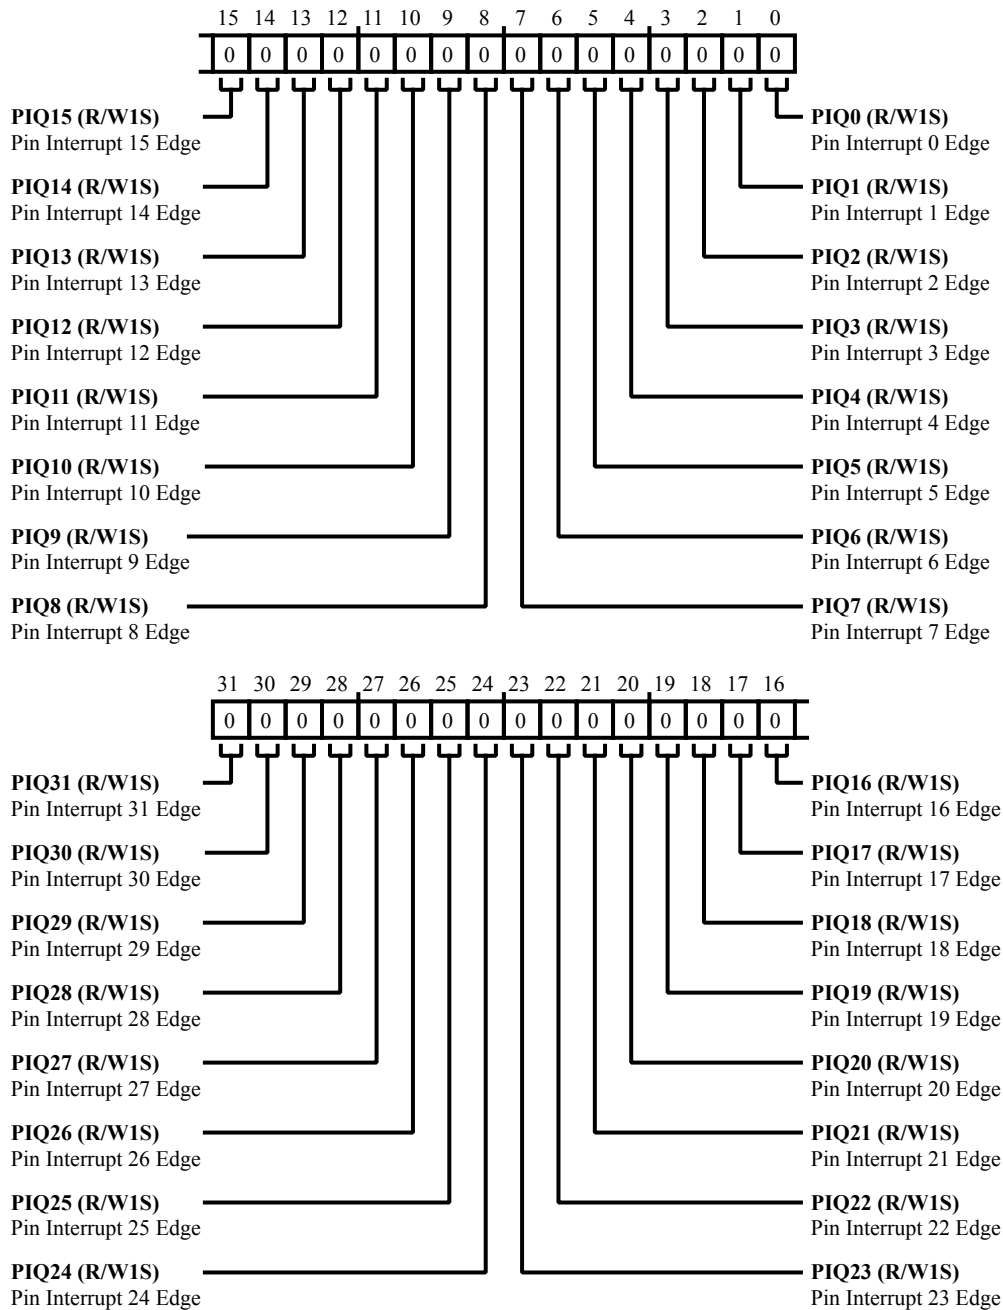 15 14 13 12 11 10 9 8 7 6 5 4 3 2 1 0
0 0 0 0 0 0 0 0 0 0 0 0 0 0 0 0
PIQ15 (R/W1S)
Pin Interrupt 15 Edge
PIQ14 (R/W1S)
Pin Interrupt 14 Edge
PIQ13 (R/W1S)
Pin Interrupt 13 Edge
PIQ12 (R/W1S)
Pin Interrupt 12 Edge
PIQ11 (R/W1S)
Pin Interrupt 11 Edge
PIQ10 (R/W1S)
Pin Interrupt 10 Edge
PIQ9 (R/W1S)
Pin Interrupt 9 Edge
PIQ8 (R/W1S)
Pin Interrupt 8 Edge
PIQ0 (R/W1S)
Pin Interrupt 0 Edge
PIQ1 (R/W1S)
Pin Interrupt 1 Edge
PIQ2 (R/W1S)
Pin Interrupt 2 Edge
PIQ3 (R/W1S)
Pin Interrupt 3 Edge
PIQ4 (R/W1S)
Pin Interrupt 4 Edge
PIQ5 (R/W1S)
Pin Interrupt 5 Edge
PIQ6 (R/W1S)
Pin Interrupt 6 Edge
PIQ7 (R/W1S)
Pin Interrupt 7 Edge
31 30 29 28 27 26 25 24 23 22 21 20 19 18 17 16
0 0 0 0 0 0 0 0 0 0 0 0 0 0 0 0
PIQ31 (R/W1S)
Pin Interrupt 31 Edge
PIQ30 (R/W1S)
Pin Interrupt 30 Edge
PIQ29 (R/W1S)
Pin Interrupt 29 Edge
PIQ28 (R/W1S)
Pin Interrupt 28 Edge
PIQ27 (R/W1S)
Pin Interrupt 27 Edge
PIQ26 (R/W1S)
Pin Interrupt 26 Edge
PIQ25 (R/W1S)
Pin Interrupt 25 Edge
PIQ24 (R/W1S)
Pin Interrupt 24 Edge
PIQ16 (R/W1S)
Pin Interrupt 16 Edge
PIQ17 (R/W1S)
Pin Interrupt 17 Edge
PIQ18 (R/W1S)
Pin Interrupt 18 Edge
PIQ19 (R/W1S)
Pin Interrupt 19 Edge
PIQ20 (R/W1S)
Pin Interrupt 20 Edge
PIQ21 (R/W1S)
Pin Interrupt 21 Edge
PIQ22 (R/W1S)
Pin Interrupt 22 Edge
PIQ23 (R/W1S)
Pin Interrupt 23 Edge